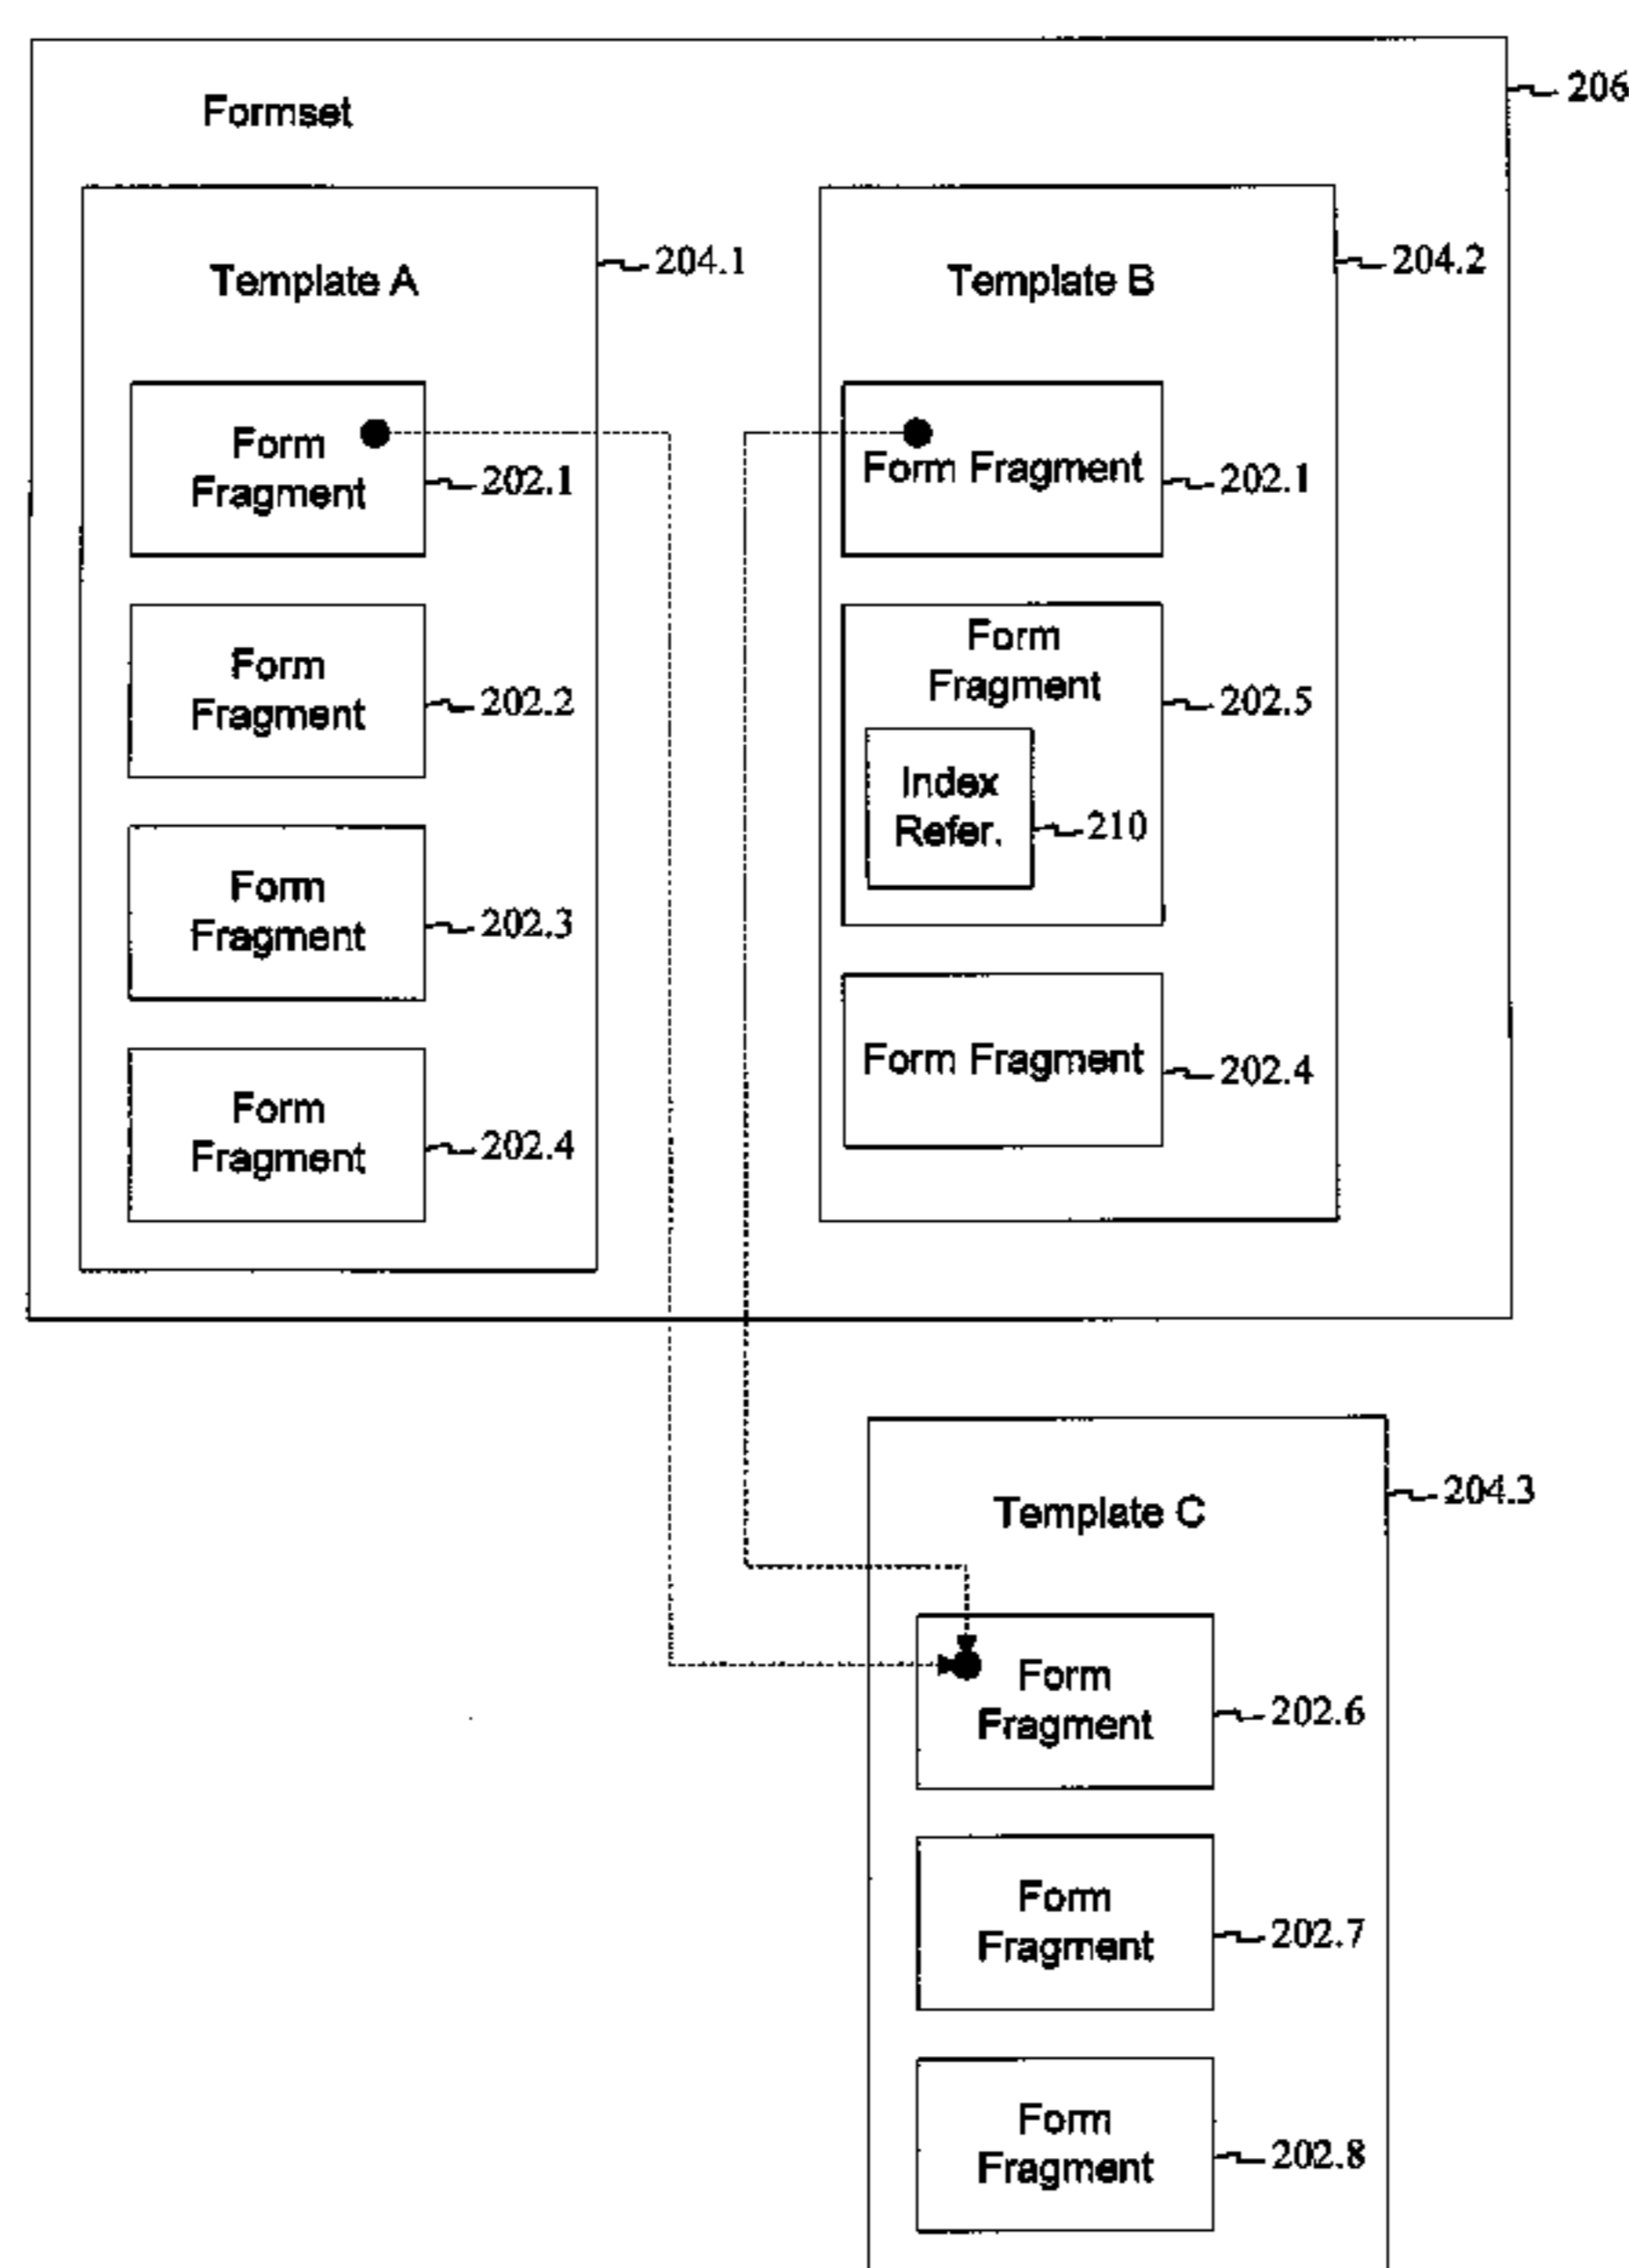 Formset
206
Template A
204.1
Form
Fragment
202.1
Form
Fragment
202.2
Form
Fragment
202.3
Form
Fragment
202.4
Template B
204.2
Form Fragment
202.1
Form
Fragment
202.5
Index
Refer.
210
Form Fragment
202.4
Template C
204.3
Form
Fragment
202.6
Form
Fragment
202.7
Form
Fragment
202.8